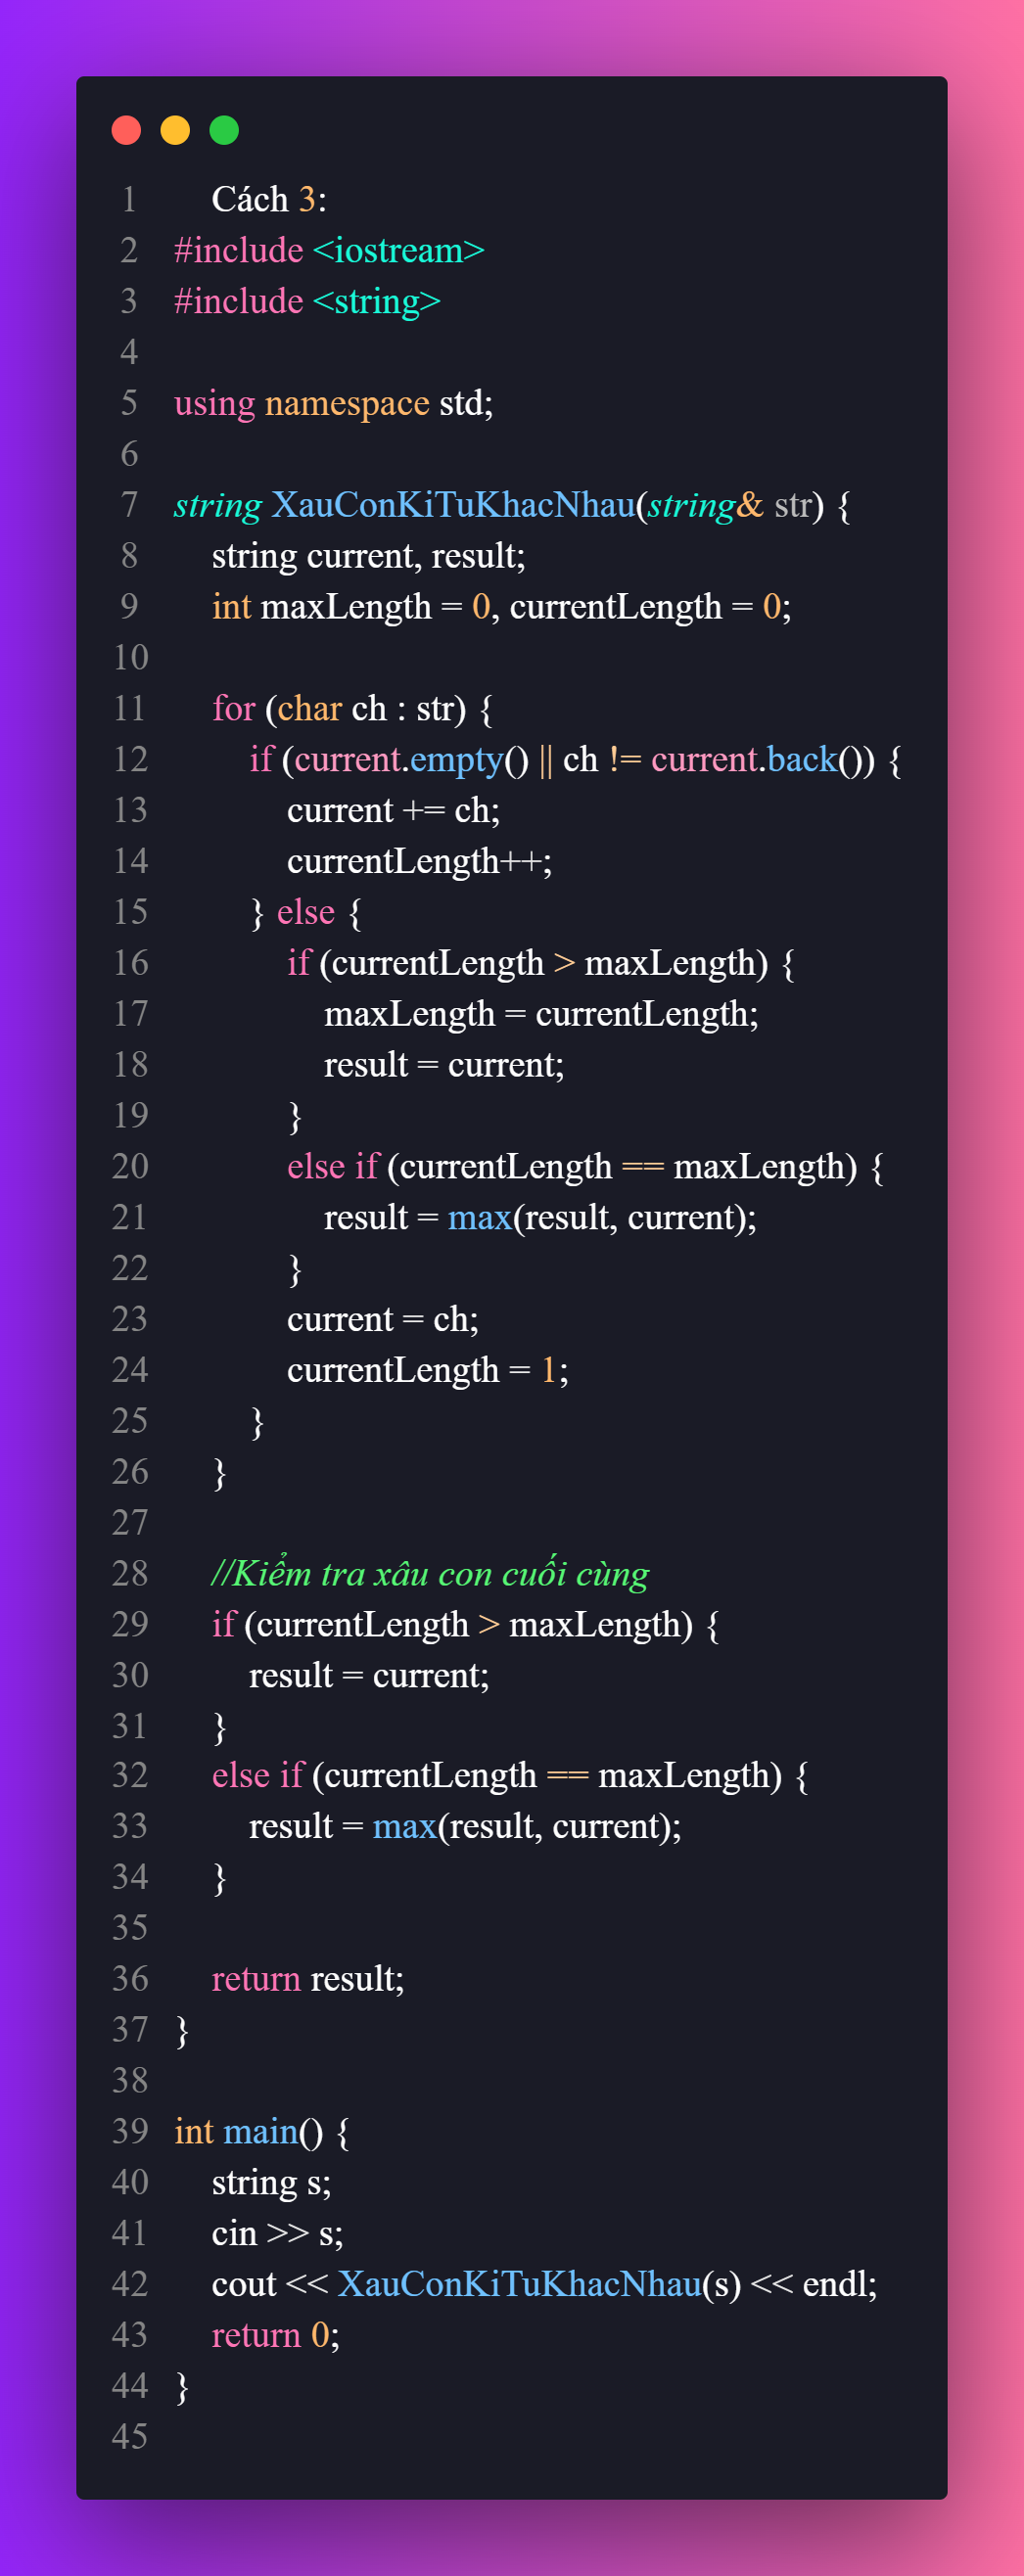 1 Cách 3:
2 #include <iostream>
3 #include <string>
4
5 using namespace std;
6
7 string XauConKiTuKhacNhau(string& str) {
8 string current, result;
9 int maxLength = 0, currentLength = 0;
10
11 for (char ch : str) {
12 if (current.empty() || ch != current.back()) {
13 current += ch;
14 currentLength++;
15 } else {
16 if (currentLength > maxLength) {
17 maxLength = currentLength;
18 result = current;
19 }
20 else if (currentLength == maxLength) {
21 result = max(result, current);
22 }
23 current = ch;
24 currentLength = 1;
25 }
26 }
27
28 //Kiểm tra xâu con cuối cùng
29 if (currentLength > maxLength) {
30 result = current;
31 }
32 else if (currentLength == maxLength) {
33 result = max(result, current);
34 }
35
36 return result;
37 }
38
39 int main() {
40 string s;
41 cin >> s;
42 cout << XauConKiTuKhacNhau(s) << endl;
43 return 0;
44 }
45